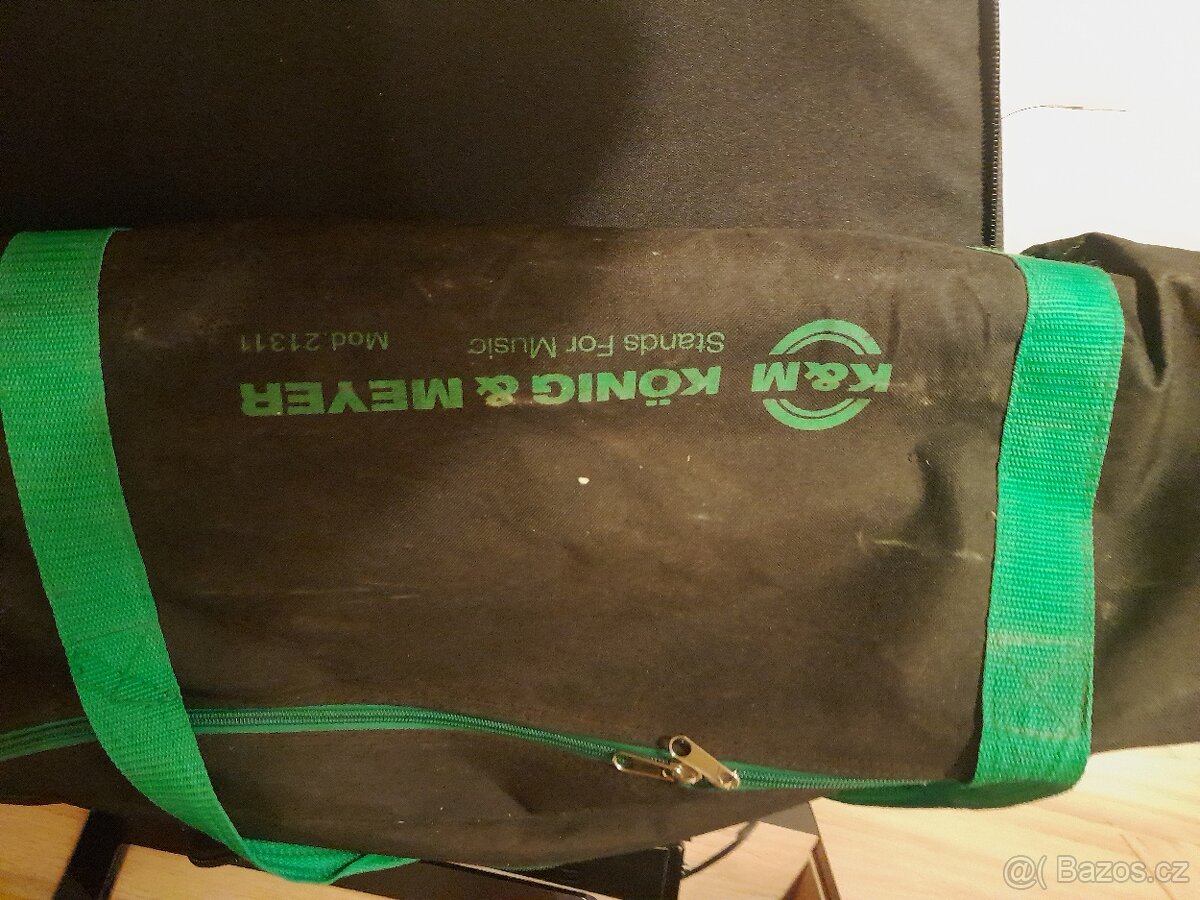 K&M KÖNIG & MEYER
Stands For Music Mod.21311
@( Bazos.cz